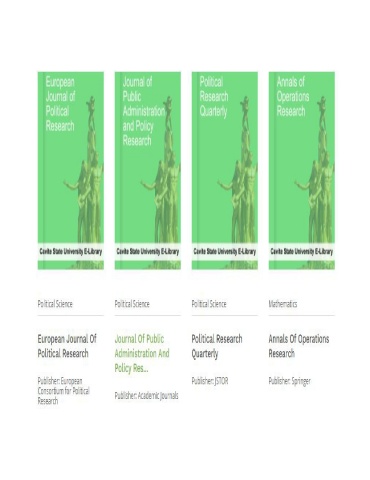 European
Journal of
Political
Research
Cavite State University E-Library
Journal of
Public
Administration
and Policy
Research
Cavite State University E-Library
Political
Research
Quarterly
Cavite State University E-Library
Annals of
Operations
Research
Cavite State University E-Library
Political Science
European Journal Of
Political Research
Publisher: European
Consortium for Political
Research
Political Science
Journal Of Public
Administration And
Policy Res...
Publisher: Academic Journals
Political Science
Political Research
Quarterly
Publisher: JSTOR
Mathematics
Annals Of Operations
Research
Publisher: Springer